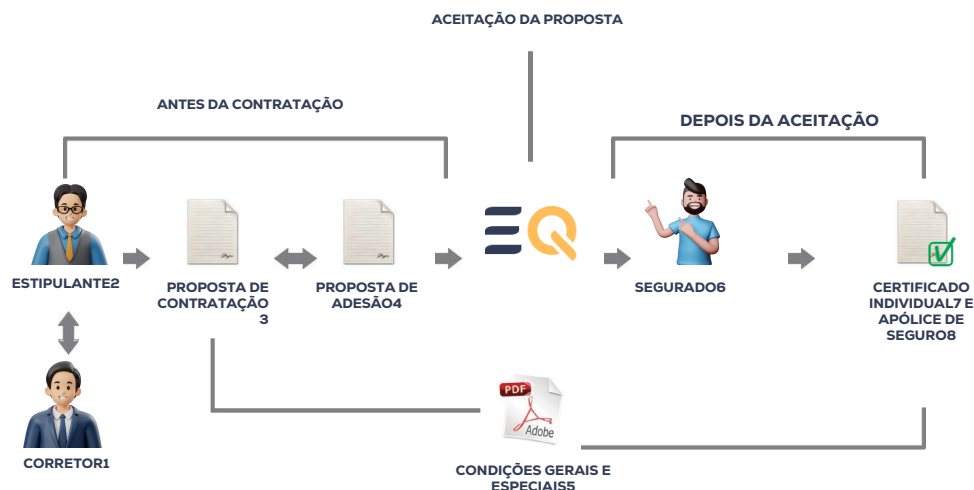 ACEITAÇÃO DA PROPOSTA
ANTES DA CONTRATAÇÃO
DEPOIS DA ACEITAÇÃO
EQ
ESTIPULANTE2
PROPOSTA DE
CONTRATAÇÃO
3
PROPOSTA DE
ADESÃO4
SEGURADO6
CERTIFICADO
INDIVIDUAL7 E
APÓLICE DE
SEGURO8
CORRETOR1
PDF
Adobe
CONDIÇÕES GERAIS E
ESPECIAIS5